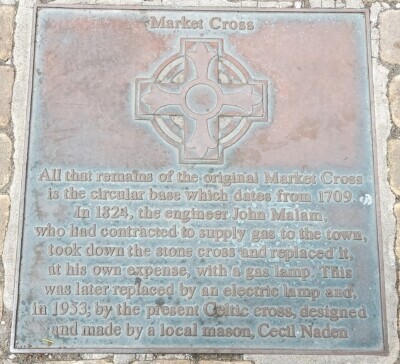 Market Cross
All that remains of the original Market Cross
is the circular base which dates from 1709.
In 1824, the engineer John Malam,
who had contracted to supply gas to the town,
took down the stone cross and replaced it,
at his own expense, with a gas lamp. This
was later replaced by an electric lamp and,
in 1953, by the present Celtic cross, designed
and made by a local mason, Cecil Naden